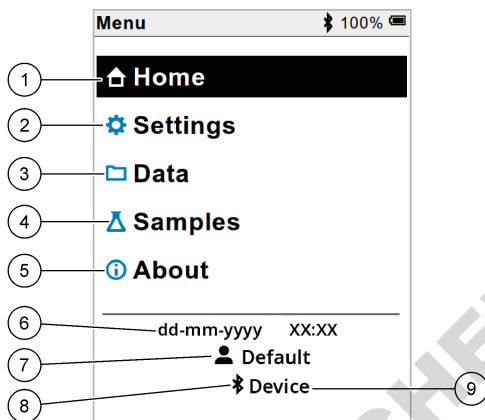 Menu 100%
1 Home
2 Settings
3 Data
4 Samples
5 About
6 dd-mm-yyyy XX:XX
7 Default
8 Device 9